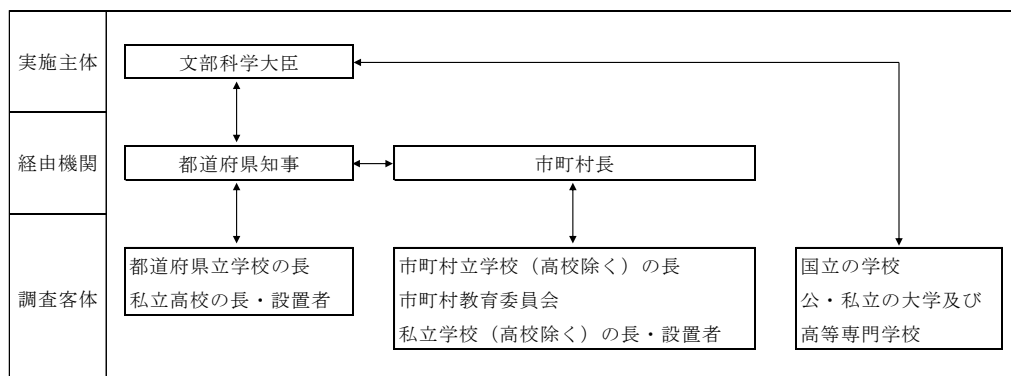 実施主体
文部科学大臣
経由機関
都道府県知事
市町村長
調査客体
都道府県立学校の長
私立高校の長・設置者
市町村立学校（高校除く）の長
市町村教育委員会
私立学校（高校除く）の長・設置者
国立の学校
公・私立の大学及び
高等専門学校